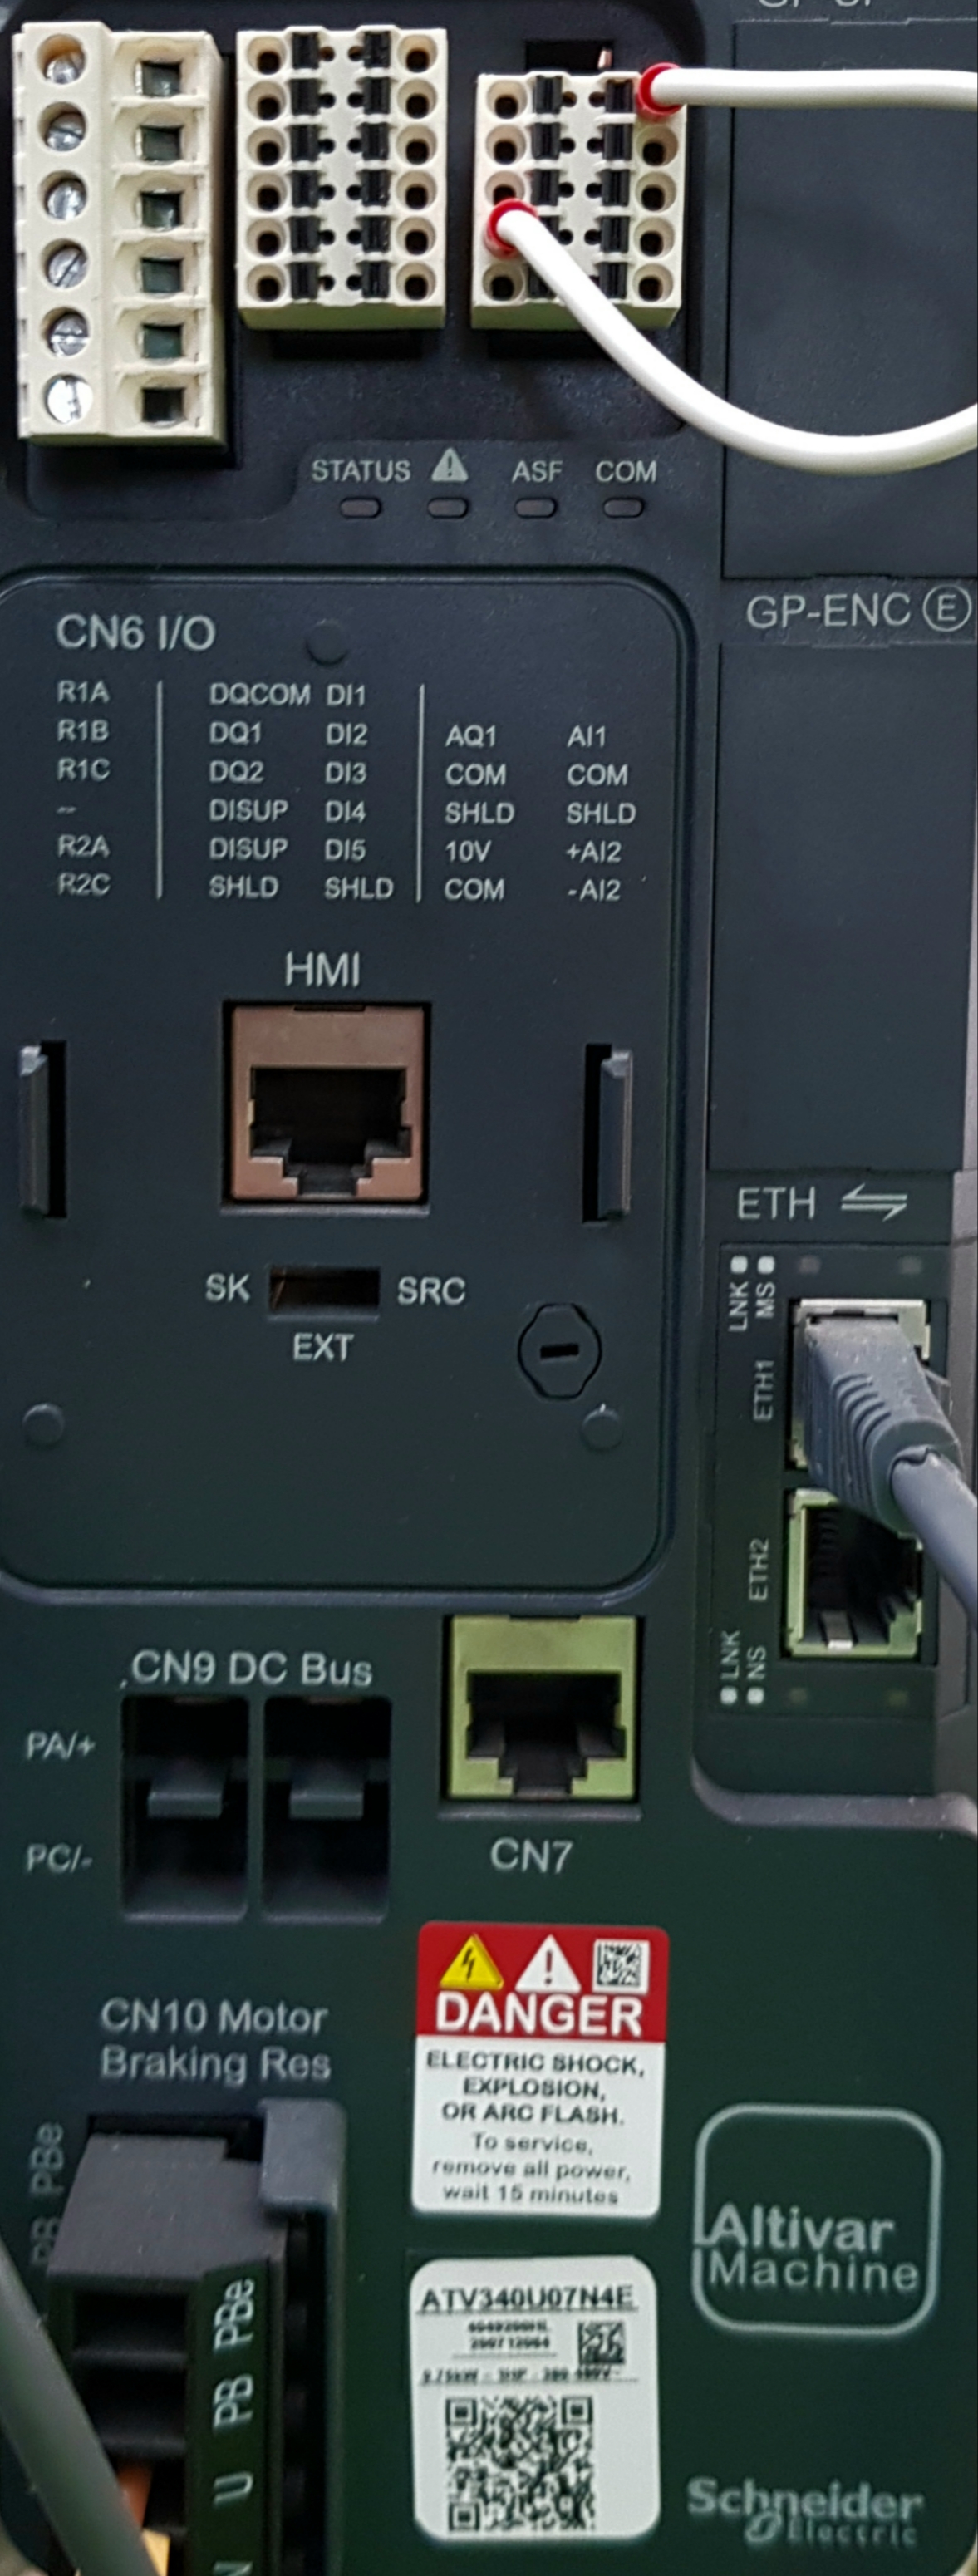 PB PBe
U PB PBe
CN10 Motor
Braking Res
PA/+
PC/-
CN9 DC Bus
CN6 I/O
R1A
R1B
R1C
--
R2A
R2C
DQCOM DI1
DQ1 DI2
DQ2 DI3
DISUP DI4
DISUP DI5
SHLD SHLD
AQ1 AI1
COM COM
SHLD SHLD
10V +AI2
COM -AI2
HMI
SK
EXT
SRC
STATUS
ASF
COM
CN7
DANGER
ELECTRIC SHOCK,
EXPLOSION,
OR ARC FLASH.
To service,
remove all power,
wait 15 minutes
ATV340U07N4E
Schneider
Electric
Altivar
Machine
LNK
NS
ETH2
ETH1
LNK
MS
ETH
GP-ENC E